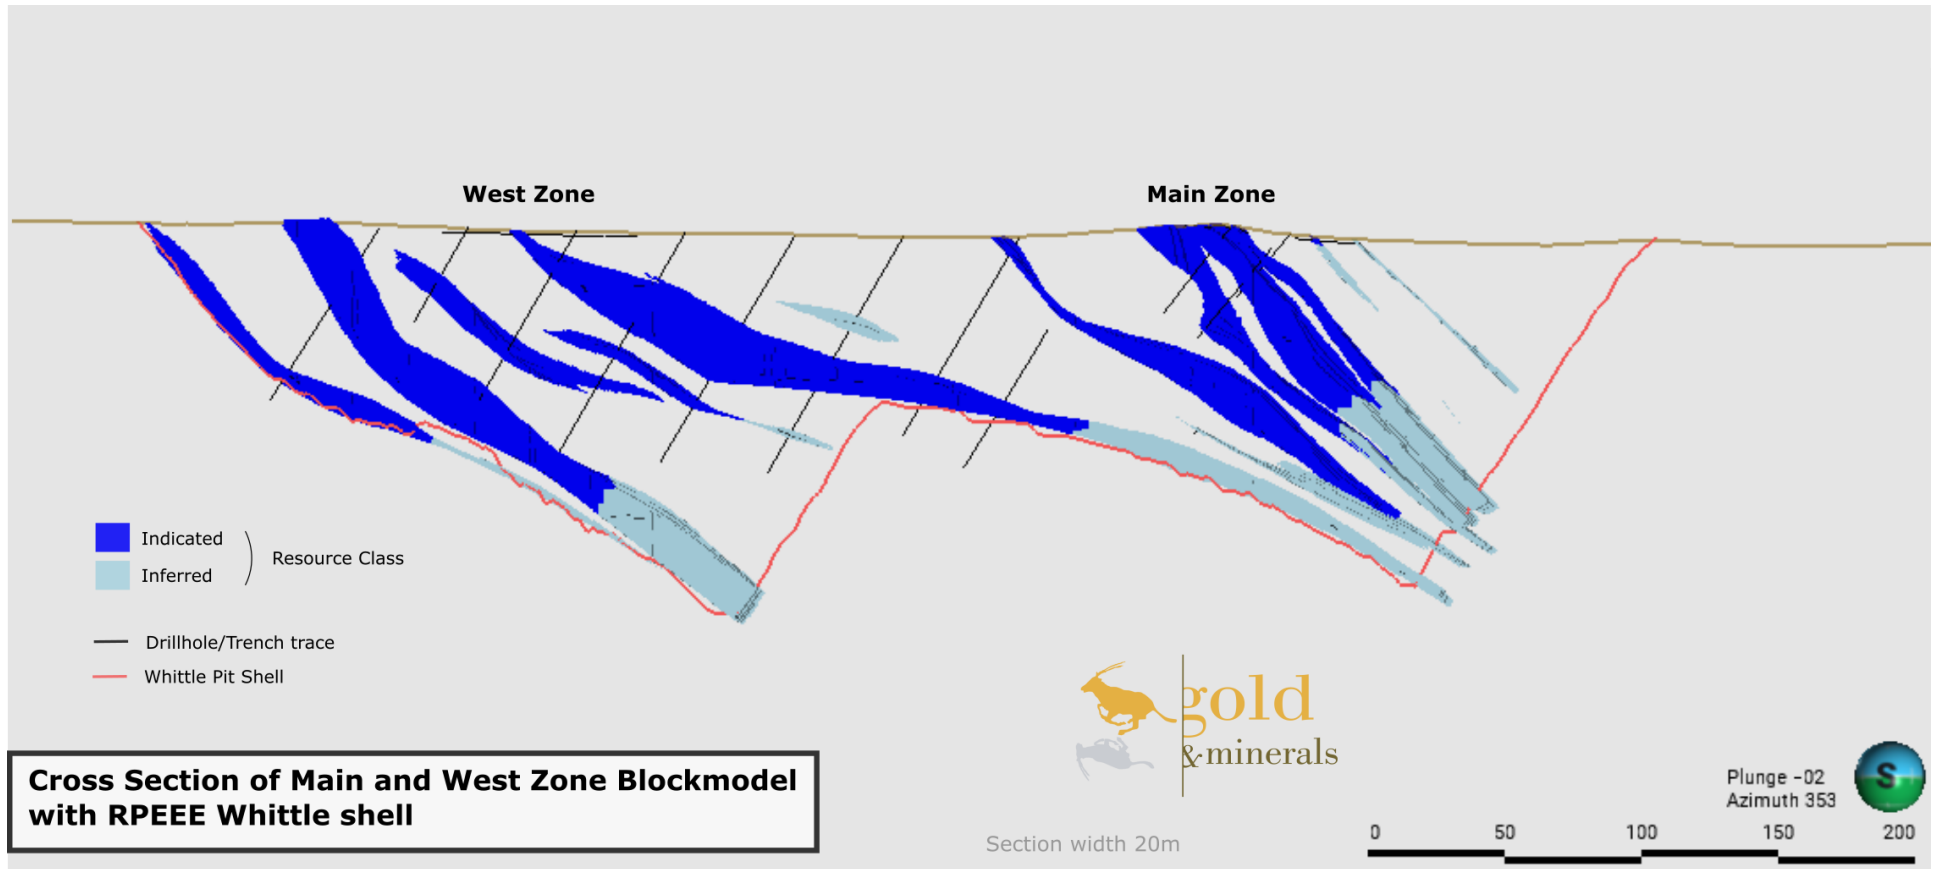 West Zone
Main Zone
Indicated
Inferred
Resource Class
Drillhole/Trench trace
Whittle Pit Shell
gold
&minerals
Cross Section of Main and West Zone Blockmodel
with RPEEE Whittle shell
Section width 20m
Plunge -02
Azimuth 353
S
0 50 100 150 200